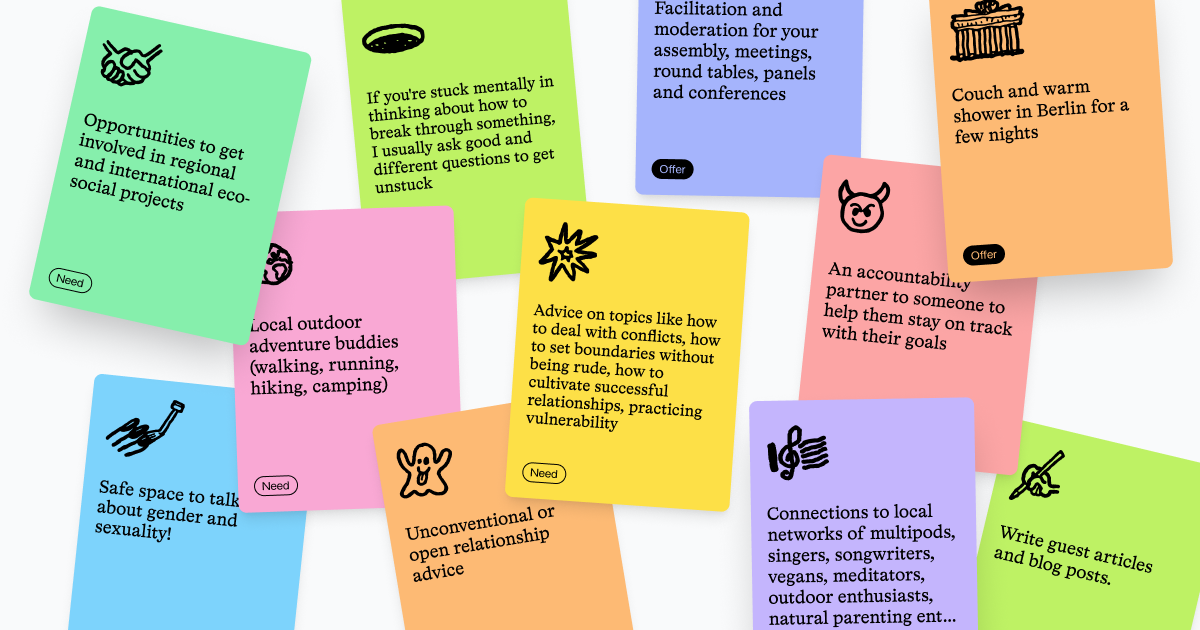 Opportunities to get
involved in regional
and international eco-
social projects
Need
If you're stuck mentally in
thinking about how to
break through something,
I usually ask good and
different questions to get
unstuck
Facilitation and
moderation for your
assembly, meetings,
round tables, panels
and conferences
Offer
Couch and warm
shower in Berlin for a
few nights
Offer
Local outdoor
adventure buddies
(walking, running,
hiking, camping)
Need
Advice on topics like how
to deal with conflicts, how
to set boundaries without
being rude, how to
cultivate successful
relationships, practicing
vulnerability
Need
An accountability
partner to someone to
help them stay on track
with their goals
Safe space to talk
about gender and
sexuality!
Unconventional or
open relationship
advice
Connections to local
networks of multipods,
singers, songwriters,
vegans, meditators,
outdoor enthusiasts,
natural parenting ent...
Write guest articles
and blog posts.